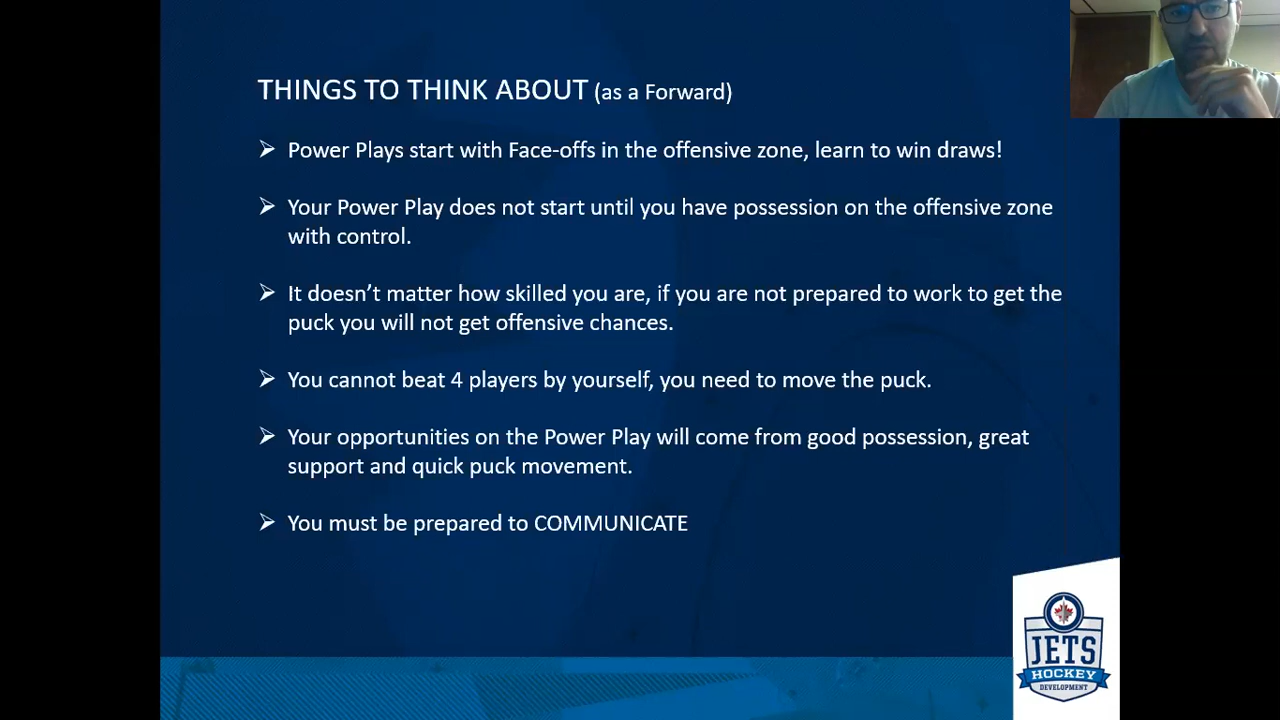 THINGS TO THINK ABOUT (as a Forward)
Power Plays start with Face-offs in the offensive zone, learn to win draws!
Your Power Play does not start until you have possession on the offensive zone
with control.
It doesn't matter how skilled you are, if you are not prepared to work to get the
puck you will not get offensive chances.
You cannot beat 4 players by yourself, you need to move the puck.
Your opportunities on the Power Play will come from good possession, great
support and quick puck movement.
You must be prepared to COMMUNICATE
JETS
HOCKEY
DEVELOPMENT